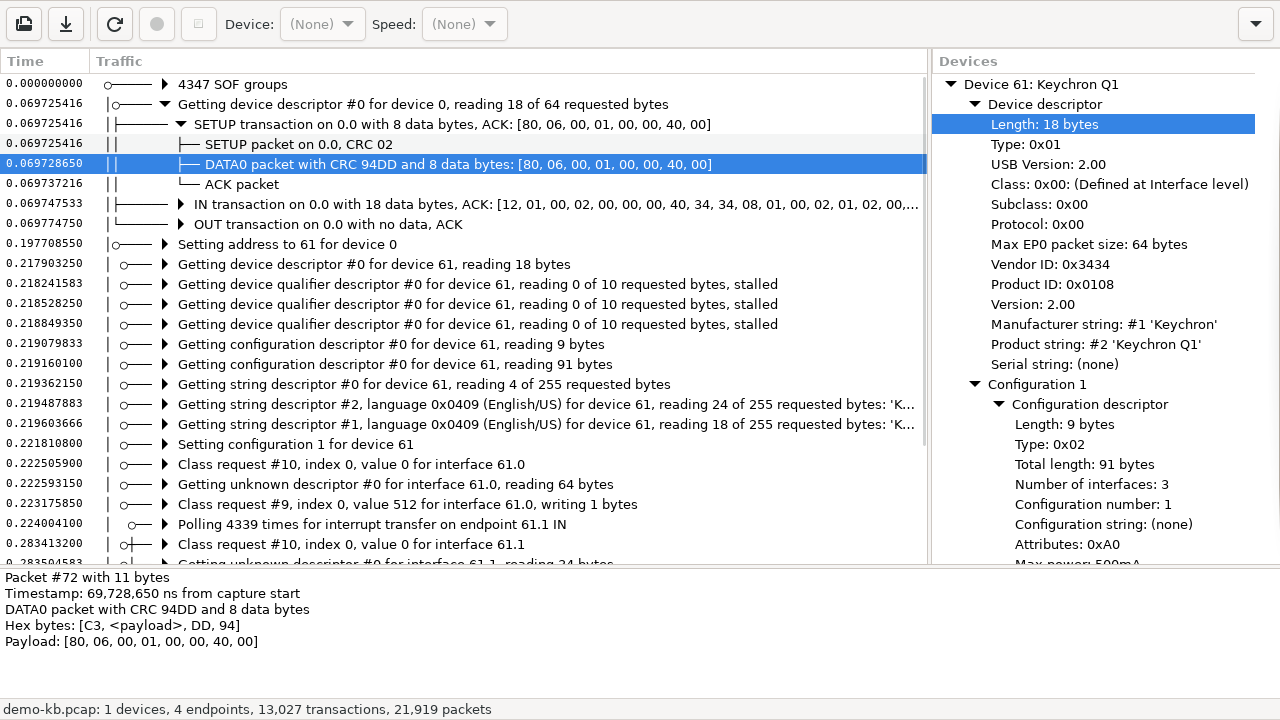 Device: (None) Speed: (None)
Time Traffic
0.000000000 4347 SOF groups
0.069725416 Getting device descriptor #0 for device 0, reading 18 of 64 requested bytes
0.069725416 SETUP transaction on 0.0 with 8 data bytes, ACK: [80, 06, 00, 01, 00, 00, 40, 00]
0.069725416 SETUP packet on 0.0, CRC 02
0.069728650 DATA0 packet with CRC 94DD and 8 data bytes: [80, 06, 00, 01, 00, 00, 40, 00]
0.069737216 ACK packet
0.069747533 IN transaction on 0.0 with 18 data bytes, ACK: [12, 01, 00, 02, 00, 00, 00, 40, 34, 34, 08, 01, 00, 02, 01, 02, 00,...
0.069774750 OUT transaction on 0.0 with no data, ACK
0.197708550 Setting address to 61 for device 0
0.217903250 Getting device descriptor #0 for device 61, reading 18 bytes
0.218241583 Getting device qualifier descriptor #0 for device 61, reading 0 of 10 requested bytes, stalled
0.218528250 Getting device qualifier descriptor #0 for device 61, reading 0 of 10 requested bytes, stalled
0.218849350 Getting device qualifier descriptor #0 for device 61, reading 0 of 10 requested bytes, stalled
0.219079833 Getting configuration descriptor #0 for device 61, reading 9 bytes
0.219160100 Getting configuration descriptor #0 for device 61, reading 91 bytes
0.219362150 Getting string descriptor #0 for device 61, reading 4 of 255 requested bytes
0.219487883 Getting string descriptor #2, language 0x0409 (English/US) for device 61, reading 24 of 255 requested bytes: 'K...
0.219603666 Getting string descriptor #1, language 0x0409 (English/US) for device 61, reading 18 of 255 requested bytes: 'K...
0.221810800 Setting configuration 1 for device 61
0.222505900 Class request #10, index 0, value 0 for interface 61.0
0.222593150 Getting unknown descriptor #0 for interface 61.0, reading 64 bytes
0.223175850 Class request #9, index 0, value 512 for interface 61.0, writing 1 bytes
0.224004100 Polling 4339 times for interrupt transfer on endpoint 61.1 IN
0.283413200 Class request #10, index 0, value 0 for interface 61.1
0.283504583 Getting unknown descriptor #0 for interface 61.1, reading 34 bytes
Devices
Device 61: Keychron Q1
Device descriptor
Length: 18 bytes
Type: 0x01
USB Version: 2.00
Class: 0x00: (Defined at Interface level)
Subclass: 0x00
Protocol: 0x00
Max EP0 packet size: 64 bytes
Vendor ID: 0x3434
Product ID: 0x0108
Version: 2.00
Manufacturer string: #1 'Keychron'
Product string: #2 'Keychron Q1'
Serial string: (none)
Configuration 1
Configuration descriptor
Length: 9 bytes
Type: 0x02
Total length: 91 bytes
Number of interfaces: 3
Configuration number: 1
Configuration string: (none)
Attributes: 0xA0
Max power: 500mA
Packet #72 with 11 bytes
Timestamp: 69,728,650 ns from capture start
DATA0 packet with CRC 94DD and 8 data bytes
Hex bytes: [C3, <payload>, DD, 94]
Payload: [80, 06, 00, 01, 00, 00, 40, 00]
demo-kb.pcap: 1 devices, 4 endpoints, 13,027 transactions, 21,919 packets